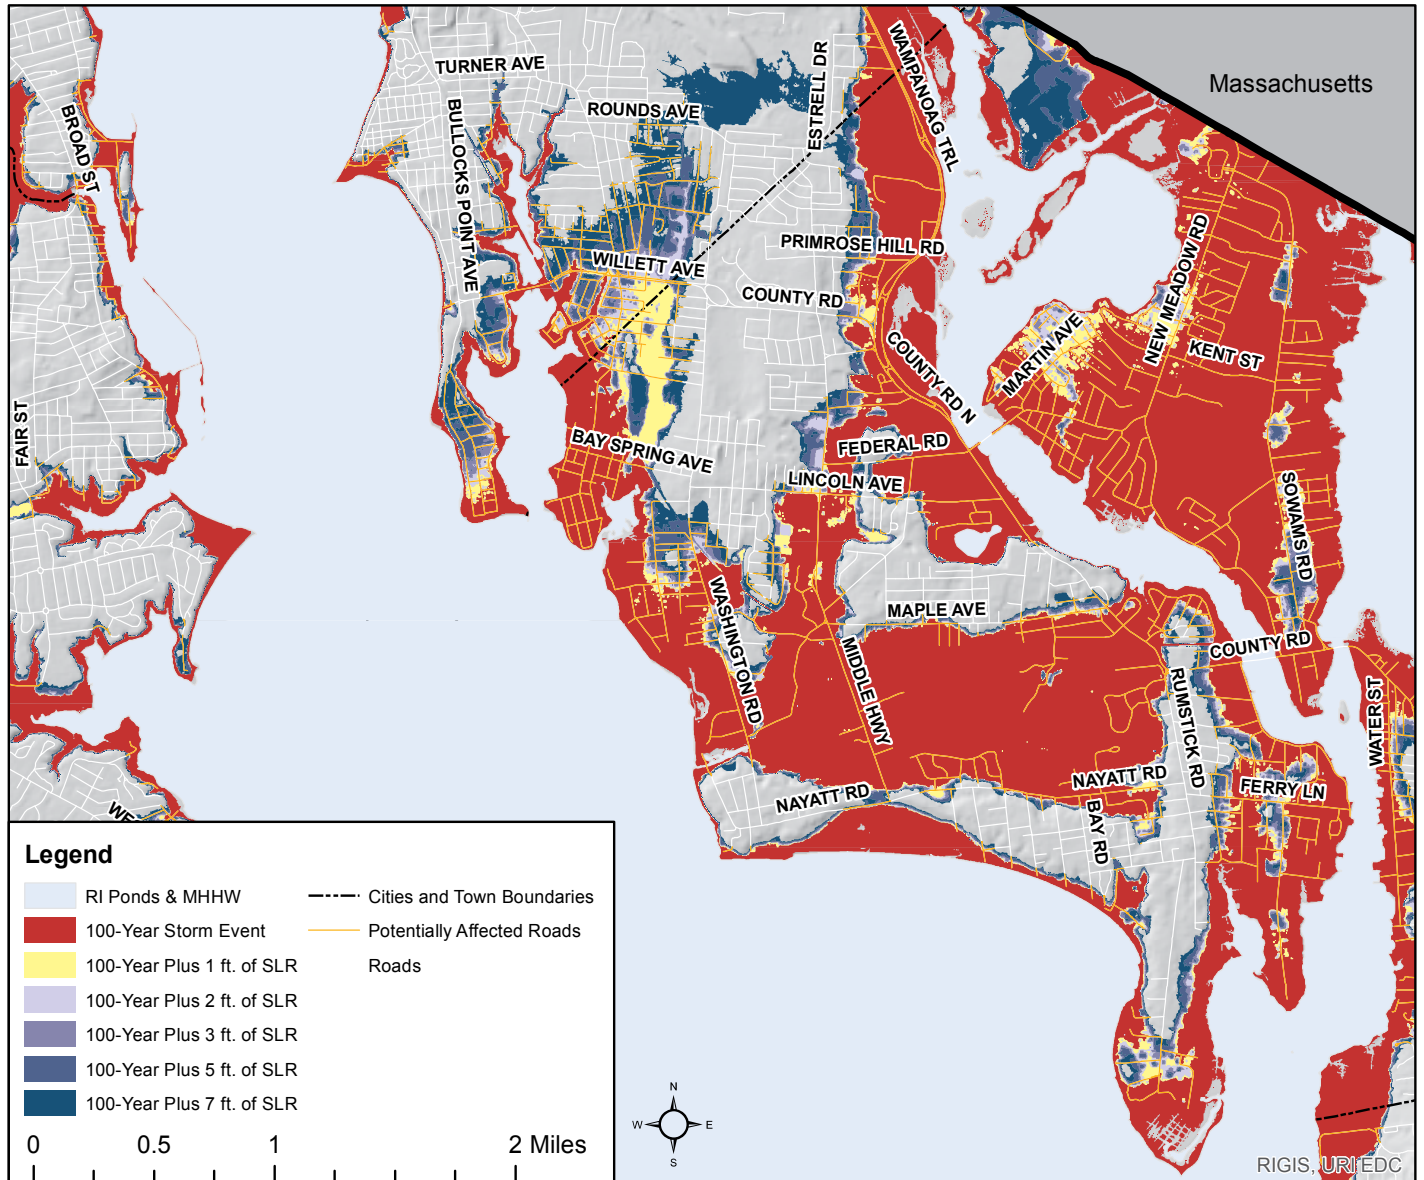 Massachusetts
TURNER AVE
BROAD ST
BULLOCKS POINT AVE
ROUNDS AVE
ESTRELL DR
WAMPANOAG TRL
PRIMROSE HILL RD
WILLETT AVE
COUNTY RD
NEW MEADOW RD
MARTIN AVE
KENT ST
COUNTY RD N
FAIR ST
BAY SPRING AVE
FEDERAL RD
LINCOLN AVE
SOWAMS RD
WASHINGTON RD
MAPLE AVE
MIDDLE HWY
COUNTY RD
RUMSTICK RD
WATER ST
NAYATT RD
NAYATT RD
FERRY LN
BAY RD
WE
Legend
RI Ponds & MHHW
100-Year Storm Event
100-Year Plus 1 ft. of SLR
100-Year Plus 2 ft. of SLR
100-Year Plus 3 ft. of SLR
100-Year Plus 5 ft. of SLR
100-Year Plus 7 ft. of SLR
Cities and Town Boundaries
Potentially Affected Roads
Roads
0 0.5 1 2 Miles
N
W E
S
RIGIS, URI EDC